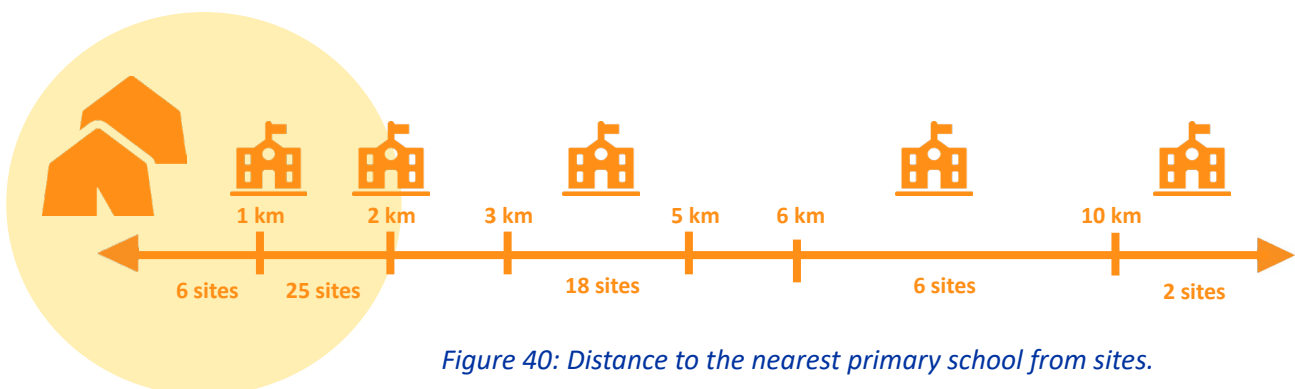 1 km 2 km 3 km 5 km 6 km 10 km
6 sites 25 sites 18 sites 6 sites 2 sites
Figure 40: Distance to the nearest primary school from sites.